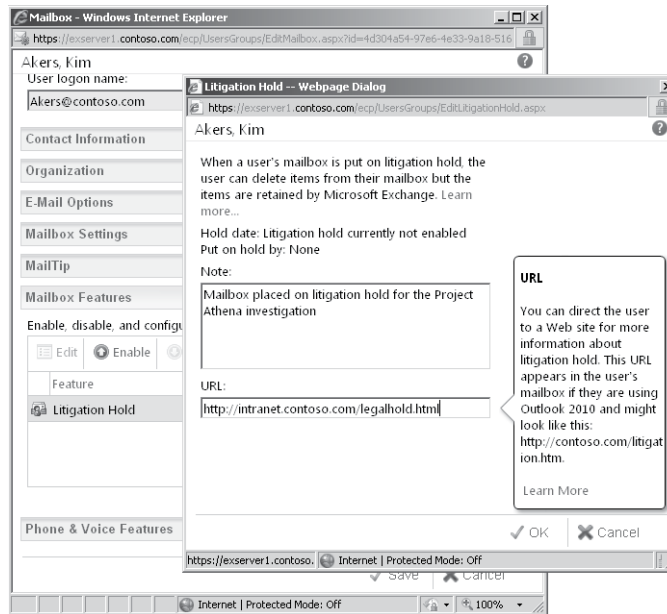 Mailbox - Windows Internet Explorer
https://exserver1.contoso.com/ecp/UsersGroups/EditMailbox.aspx?id=4d304a54-97e6-4e33-9a18-516
Akers, Kim
User logon name:
Akers@contoso.com
Contact Information
Organization
E-Mail Options
Mailbox Settings
MailTip
Mailbox Features
Enable, disable, and configu
Edit Enable
Feature
Litigation Hold
Phone & Voice Features
Save Cancel
Internet | Protected Mode: Off
100%
Litigation Hold -- Webpage Dialog
https://exserver1.contoso.com/ecp/UsersGroups/EditLitigationHold.aspx
Akers, Kim
When a user's mailbox is put on litigation hold, the
user can delete items from their mailbox but the
items are retained by Microsoft Exchange. Learn
more...
Hold date: Litigation hold currently not enabled
Put on hold by: None
Note:
Mailbox placed on litigation hold for the Project
Athena investigation
URL:
http://intranet.contoso.com/legalhold.html
URL
You can direct the user
to a Web site for more
information about
litigation hold. This URL
appears in the user's
mailbox if they are using
Outlook 2010 and might
look like this:
http://contoso.com/litigat
ion.htm.
Learn More
OK Cancel
https://exserver1.contoso.
Internet | Protected Mode: Off